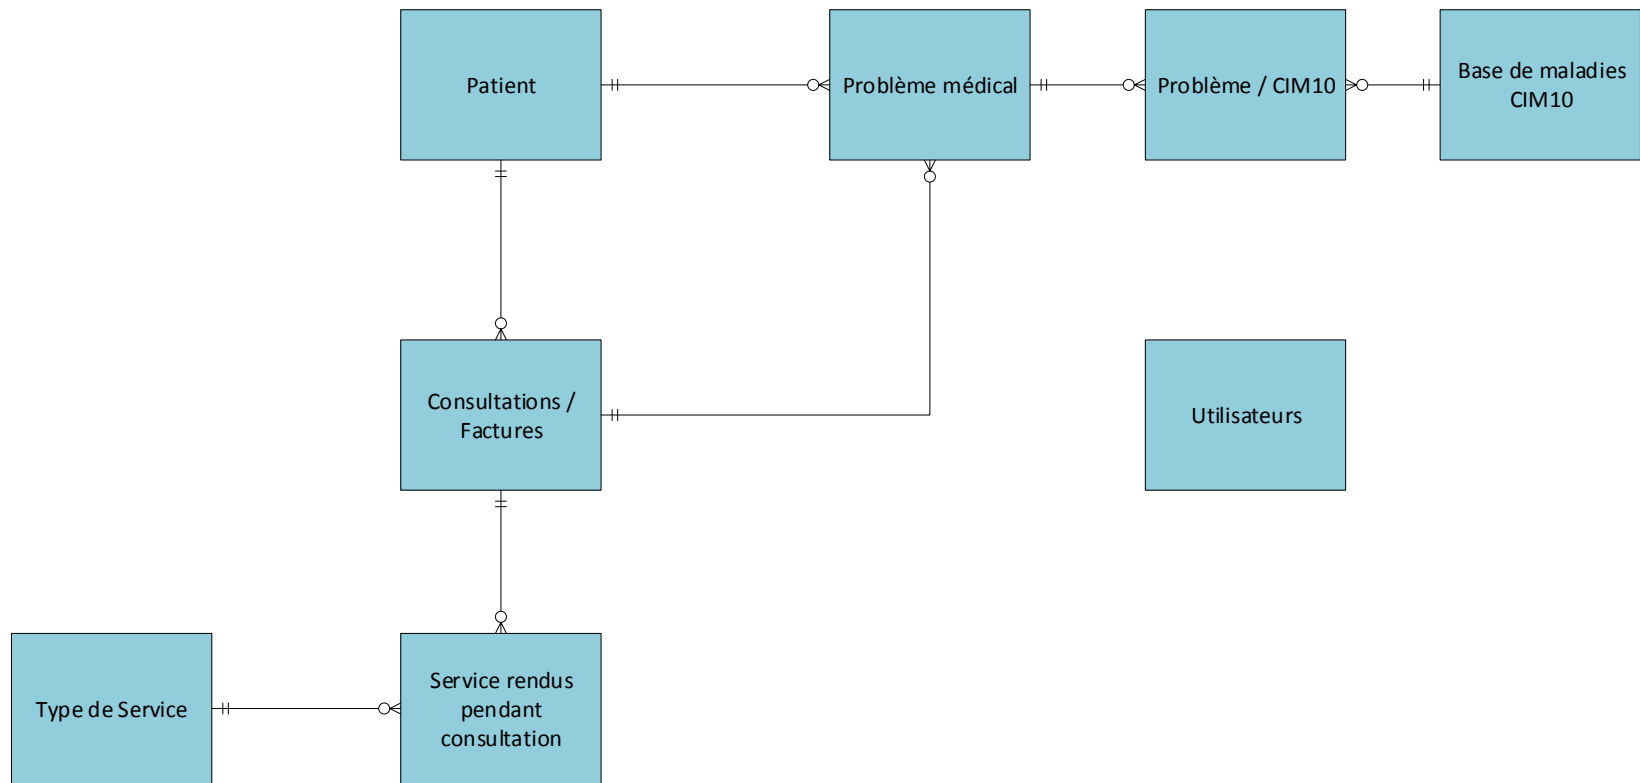 Patient
Problème médical
Problème / CIM10
Base de maladies
CIM10
Consultations /
Factures
Utilisateurs
Type de Service
Service rendus
pendant
consultation